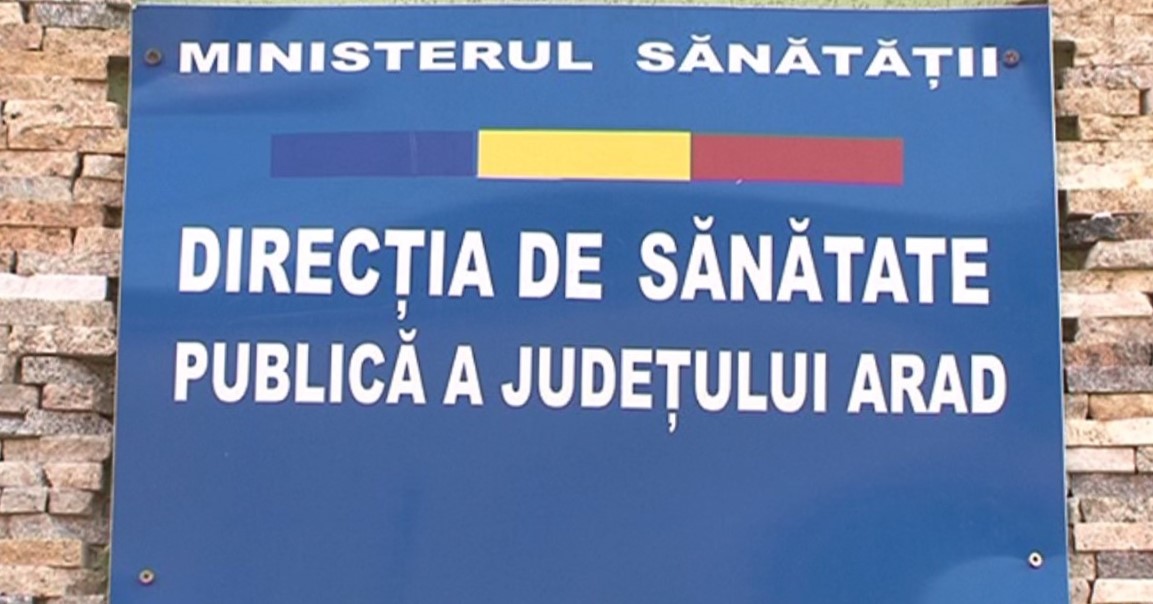 MINISTERUL SĂNĂTĂȚII
DIRECȚIA DE SĂNĂTATE
PUBLICĂ A JUDEȚULUI ARAD